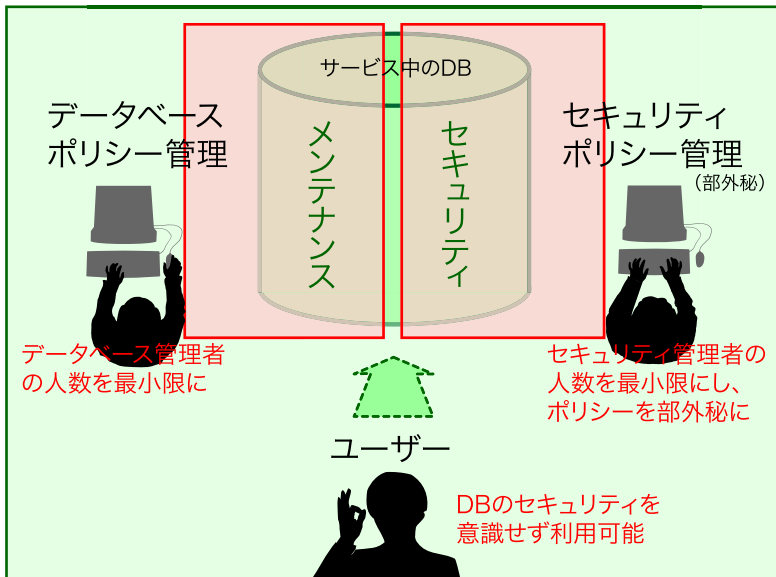 サービス中のDB
データベース
ポリシー管理
メンテナンス
セキュリティ
セキュリティ
ポリシー管理
（部外秘）
データベース管理者
の人数を最小限に
セキュリティ管理者の
人数を最小限にし、
ポリシーを部外秘に
ユーザー
DBのセキュリティを
意識せず利用可能